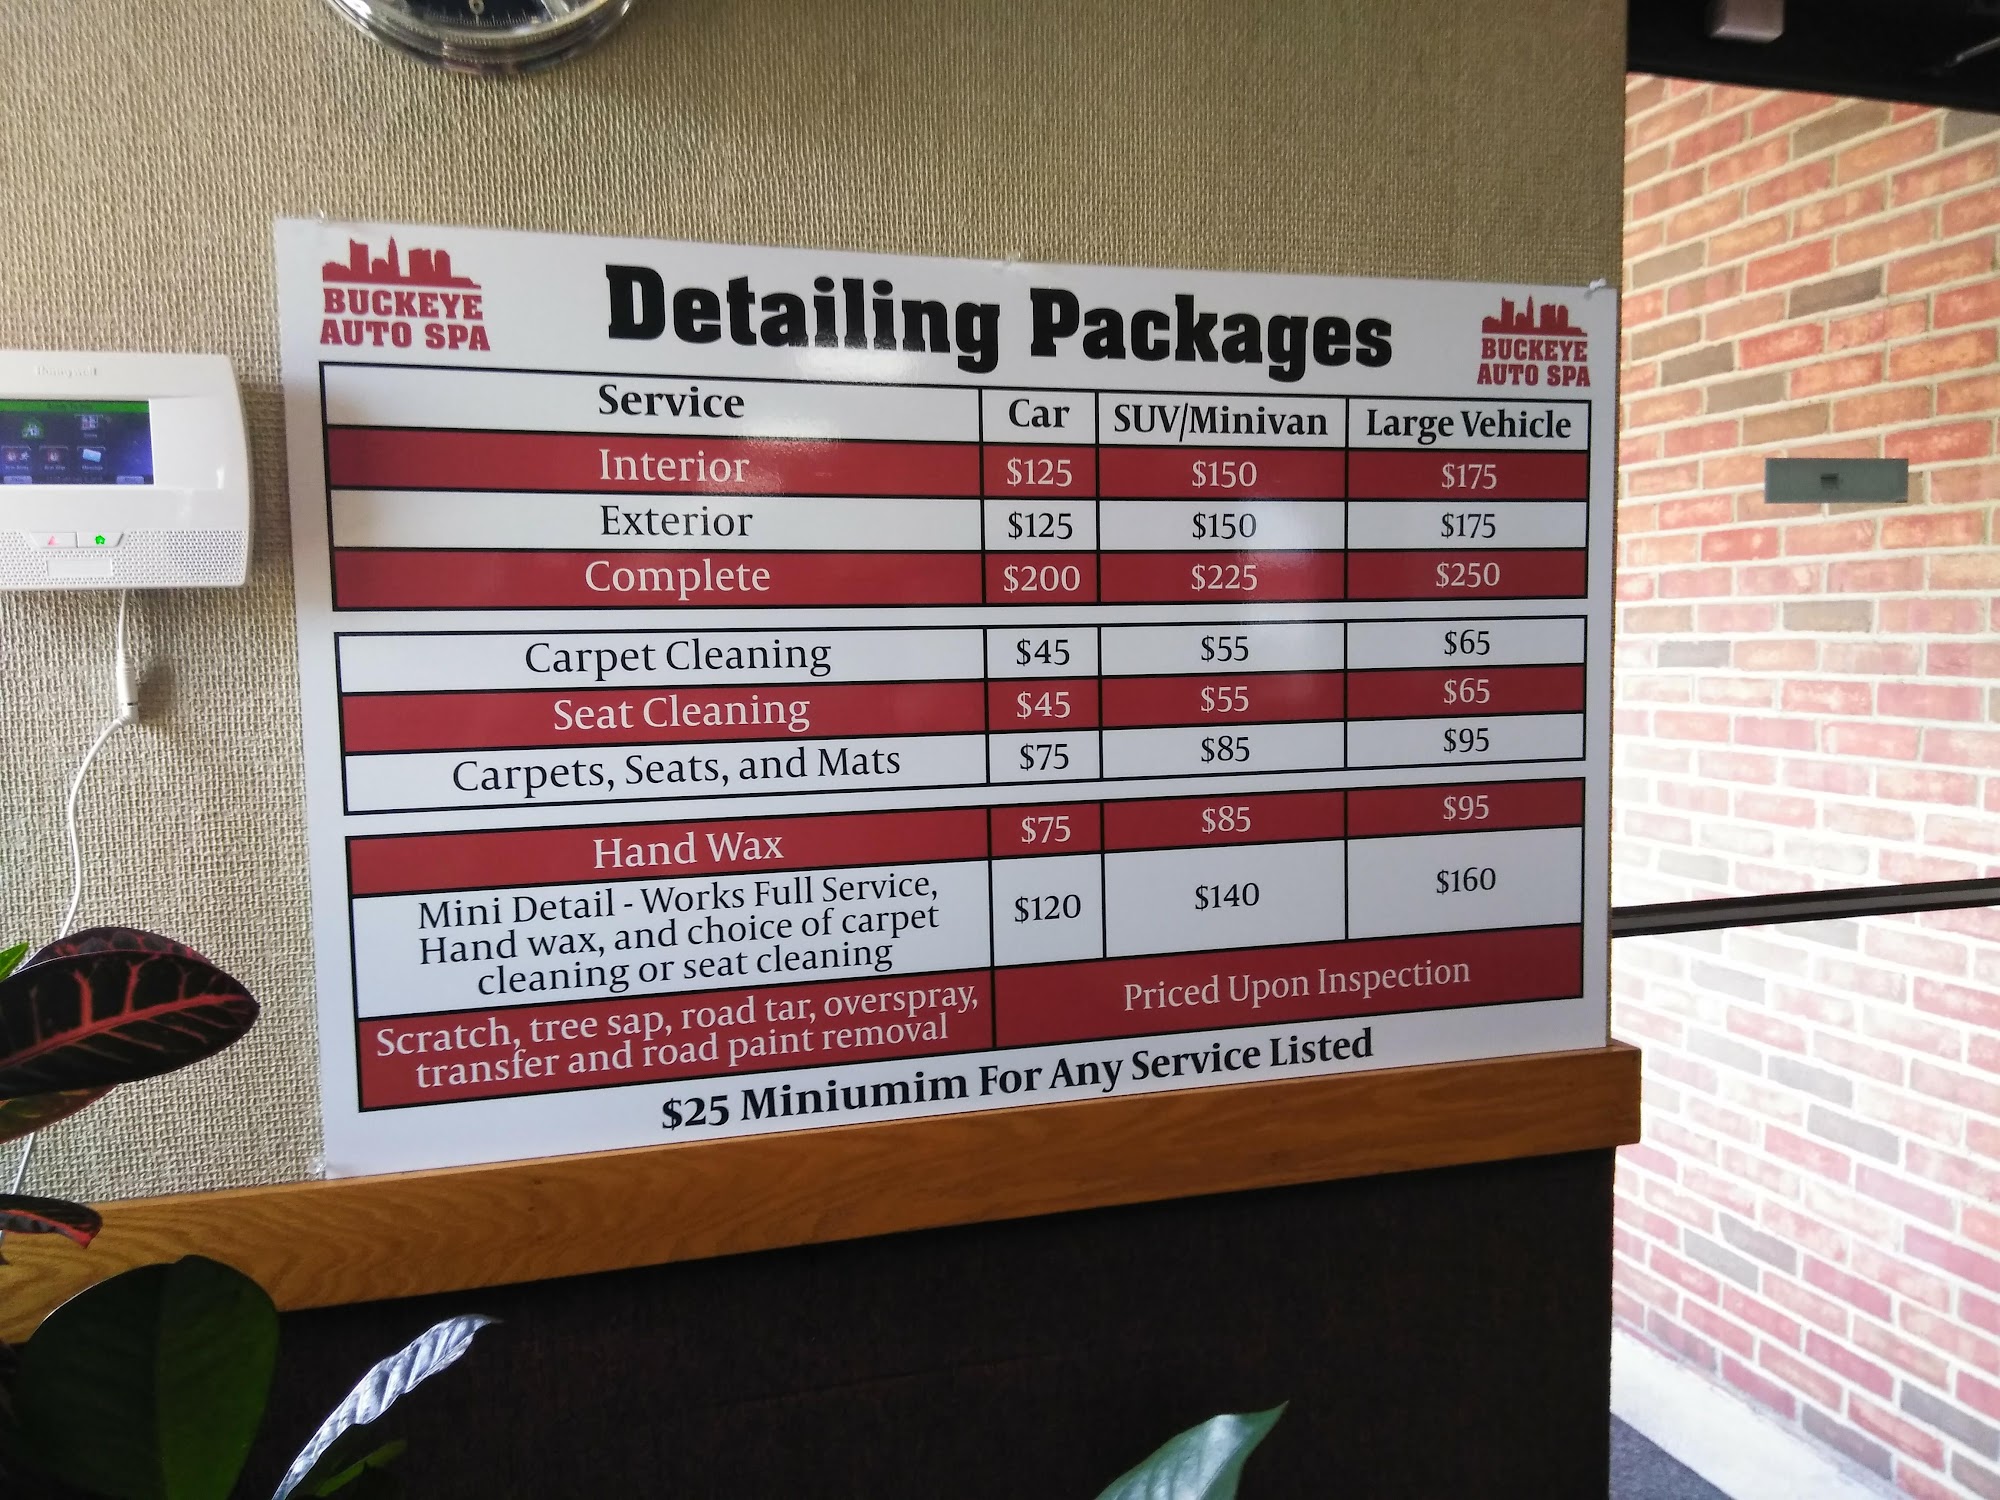 Honeywell
BUCKEYE
AUTO SPA
Detailing Packages
BUCKEYE
AUTO SPA
Service Car SUV/Minivan Large Vehicle
Interior $125 $150 $175
Exterior $125 $150 $175
Complete $200 $225 $250
Carpet Cleaning $45 $55 $65
Seat Cleaning $45 $55 $65
Carpets, Seats, and Mats $75 $85 $95
Hand Wax $75 $85 $95
Mini Detail - Works Full Service,
Hand wax, and choice of carpet
cleaning or seat cleaning
$120 $140 $160
Scratch, tree sap, road tar, overspray,
transfer and road paint removal
Priced Upon Inspection
$25 Miniumim For Any Service Listed